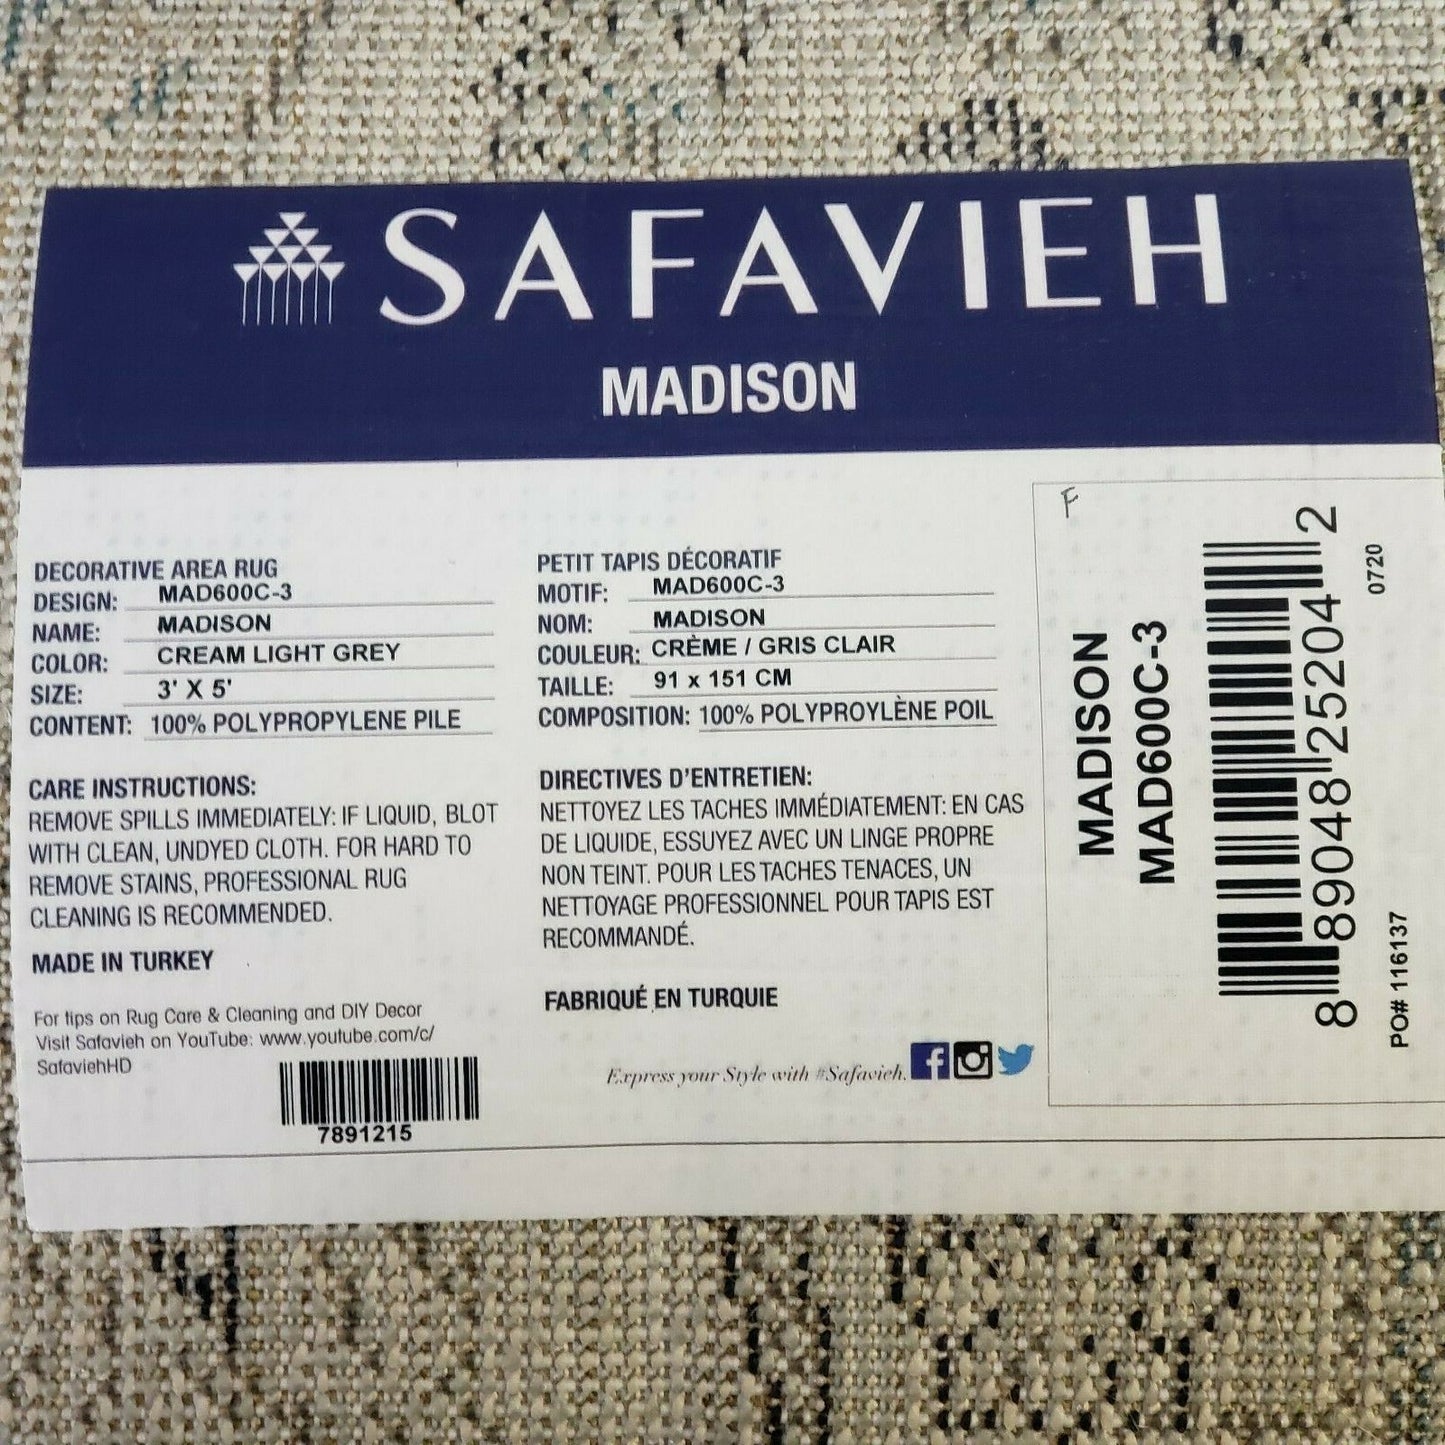 SAFAVIEH
MADISON
DECORATIVE AREA RUG
DESIGN: MAD600C-3
NAME: MADISON
COLOR: CREAM LIGHT GREY
SIZE: 3' X 5'
CONTENT: 100% POLYPROPYLENE PILE
CARE INSTRUCTIONS:
REMOVE SPILLS IMMEDIATELY: IF LIQUID, BLOT
WITH CLEAN, UNDYED CLOTH. FOR HARD TO
REMOVE STAINS, PROFESSIONAL RUG
CLEANING IS RECOMMENDED.
MADE IN TURKEY
For tips on Rug Care & Cleaning and DIY Decor
Visit Safavieh on YouTube: www.youtube.com/c/
SafaviehHD
7891215
PETIT TAPIS DÉCORATIF
MOTIF: MAD600C-3
NOM: MADISON
COULEUR: CRÈME / GRIS CLAIR
TAILLE: 91 x 151 CM
COMPOSITION: 100% POLYPROYLÈNE POIL
DIRECTIVES D'ENTRETIEN:
NETTOYEZ LES TACHES IMMÉDIATEMENT: EN CAS
DE LIQUIDE, ESSUYEZ AVEC UN LINGE PROPRE
NON TEINT. POUR LES TACHES TENACES, UN
NETTOYAGE PROFESSIONNEL POUR TAPIS EST
RECOMMANDÉ.
FABRIQUÉ EN TURQUIE
Express your Style with #Safavieh.
F
MADISON
MAD600C-3
8 89048 25204 2
PO# 116137
0720